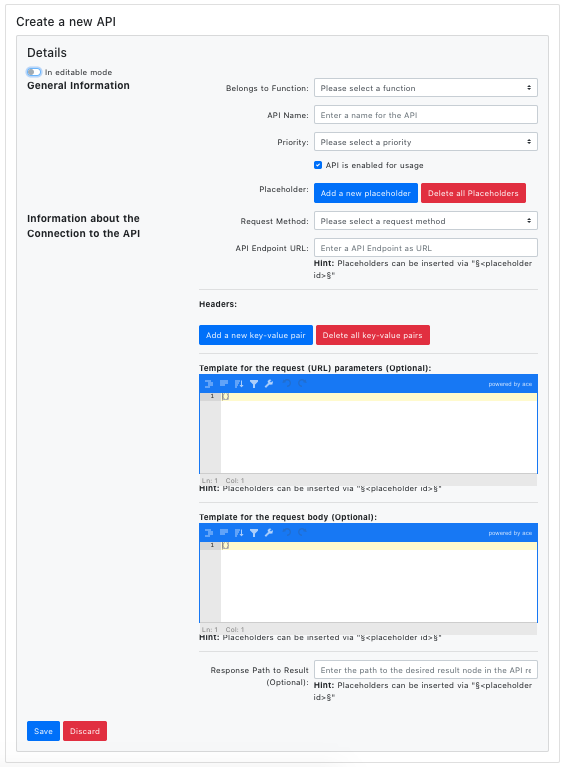 Create a new API
Details
In editable mode
General Information
Belongs to Function:
Please select a function
API Name:
Enter a name for the API
Priority:
Please select a priority
API is enabled for usage
Placeholder:
Add a new placeholder
Delete all Placeholders
Information about the
Connection to the API
Request Method:
Please select a request method
API Endpoint URL:
Enter a API Endpoint as URL
Hint: Placeholders can be inserted via "§<placeholder
id>§"
Headers:
Add a new key-value pair
Delete all key-value pairs
Template for the request (URL) parameters (Optional):
powered by ace
1 {}
Ln: 1 Col: 1
Hint: Placeholders can be inserted via "§<placeholder id>§"
Template for the request body (Optional):
powered by ace
1 {}
Ln: 1 Col: 1
Hint: Placeholders can be inserted via "§<placeholder id>§"
Response Path to Result
(Optional):
Enter the path to the desired result node in the API re
Hint: Placeholders can be inserted via "§<placeholder
id>§"
Save
Discard